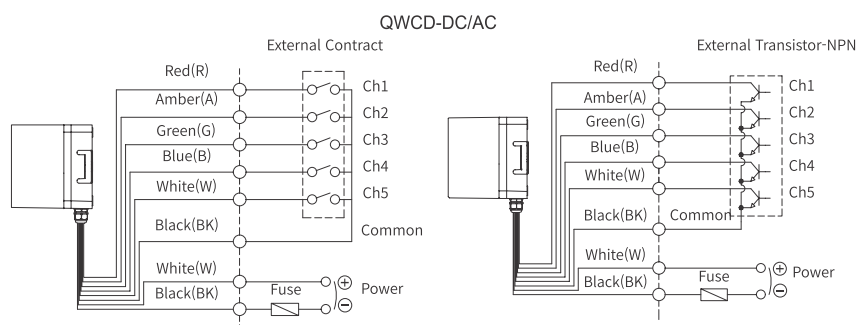 QWCD-DC/AC
External Contract
Red(R)
Ch1
Amber(A)
Ch2
Green(G)
Ch3
Blue(B)
Ch4
White(W)
Ch5
Black(BK)
Common
White(W)
Fuse
Power
Black(BK)
External Transistor-NPN
Red(R)
Ch1
Amber(A)
Ch2
Green(G)
Ch3
Blue(B)
Ch4
White(W)
Ch5
Black(BK)
Common
White(W)
Fuse
Power
Black(BK)